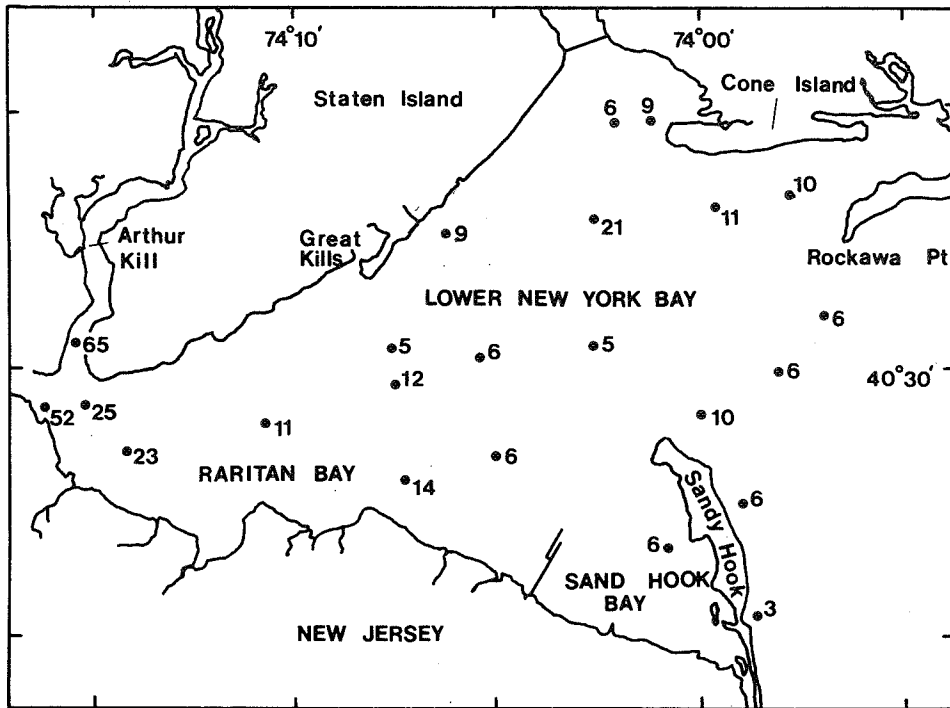 74°10'
74°00'
Cone Island
Staten Island
6
9
10
11
21
9
Arthur
Kill
Great
Kills
Rockawa Pt
LOWER NEW YORK BAY
6
65
5
6
5
6
40°30'
12
52
25
11
10
23
RARITAN BAY
6
14
Sandy Hook
6
6
SAND HOOK
BAY
3
NEW JERSEY